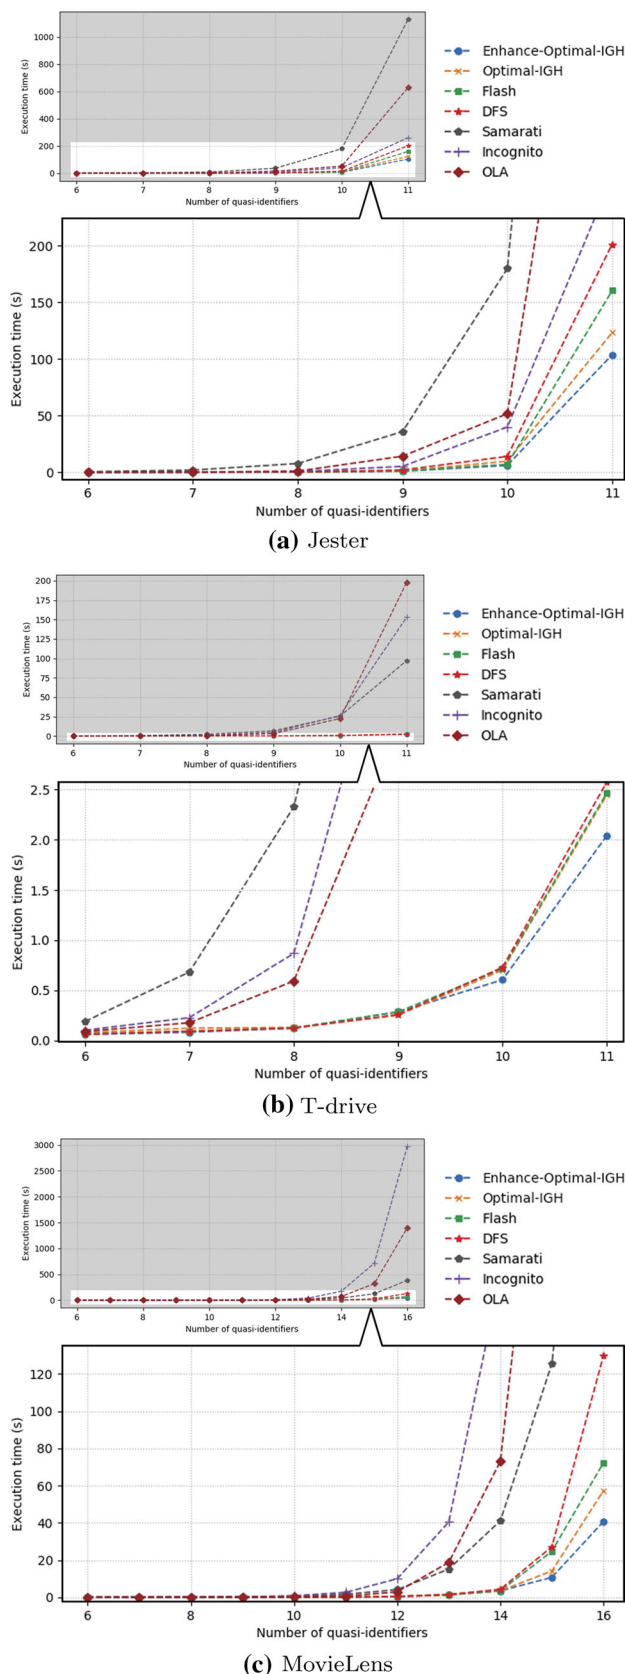 1000
800
600
400
200
0
Execution time (s)
6 7 8 9 10 11
Number of quasi-identifiers
Enhance-Optimal-IGH
Optimal-IGH
Flash
DFS
Samarati
Incognito
OLA
200
150
100
50
0
Execution time (s)
6 7 8 9 10 11
Number of quasi-identifiers
(a) Jester
200
175
150
125
100
75
50
25
0
Execution time (s)
6 7 8 9 10 11
Number of quasi-identifiers
Enhance-Optimal-IGH
Optimal-IGH
Flash
DFS
Samarati
Incognito
OLA
2.5
2.0
1.5
1.0
0.5
0.0
Execution time (s)
6 7 8 9 10 11
Number of quasi-identifiers
(b) T-drive
3000
2500
2000
1500
1000
500
0
Execution time (s)
6 8 10 12 14 16
Number of quasi-identifiers
Enhance-Optimal-IGH
Optimal-IGH
Flash
DFS
Samarati
Incognito
OLA
120
100
80
60
40
20
0
Execution time (s)
6 8 10 12 14 16
Number of quasi-identifiers
(c) MovieLens